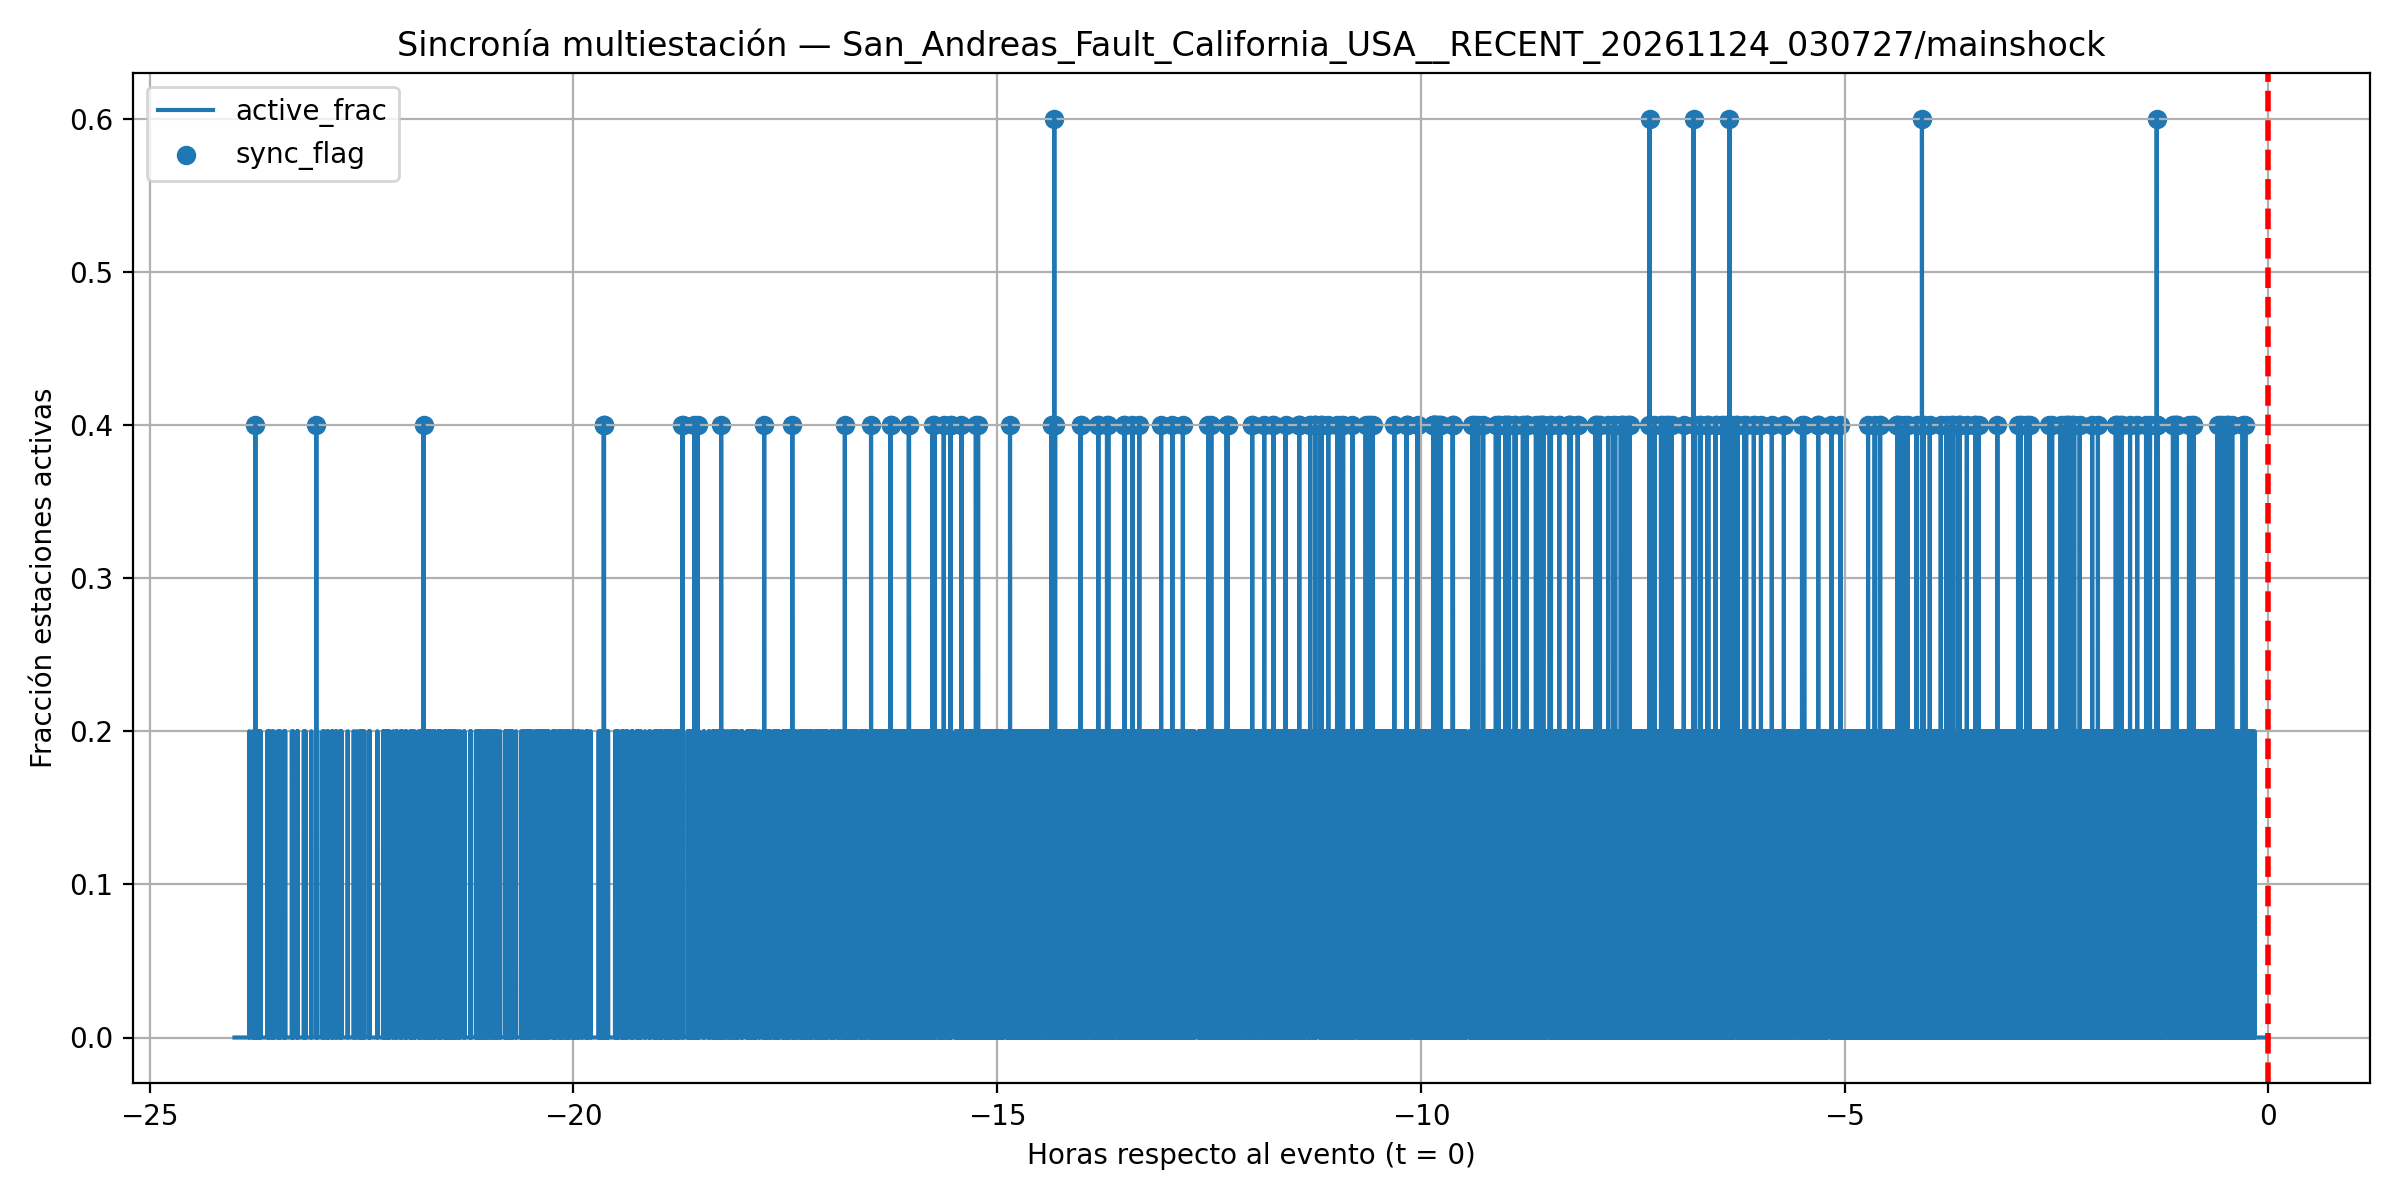 Sincronía multiestación — San_Andreas_Fault_California_USA__RECENT_20261124_030727/mainshock
active_frac
sync_flag
Fracción estaciones activas
0.6
0.5
0.4
0.3
0.2
0.1
0.0
−25 −20 −15 −10 −5 0
Horas respecto al evento (t = 0)